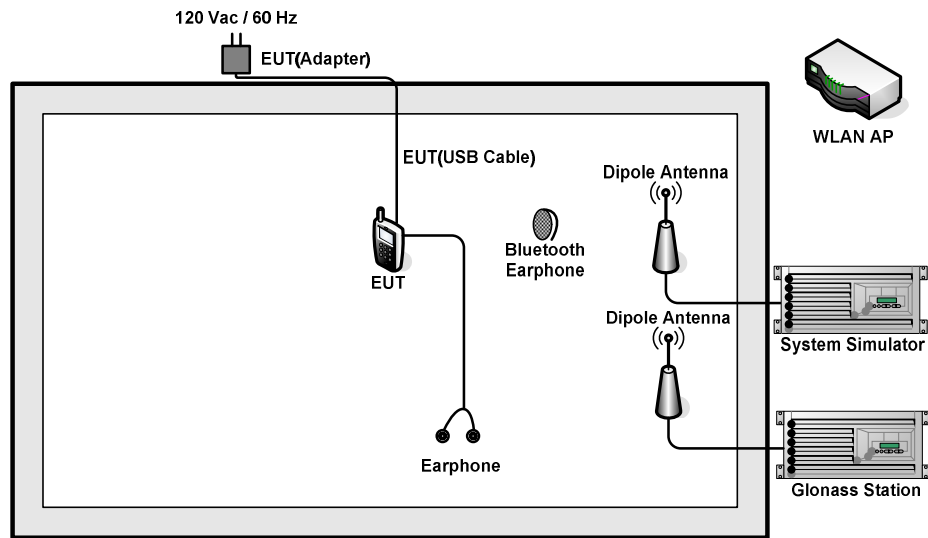 120 Vac / 60 Hz
EUT(Adapter)
WLAN AP
EUT(USB Cable)
Dipole Antenna
Bluetooth
Earphone
EUT
Dipole Antenna
System Simulator
Earphone
Glonass Station